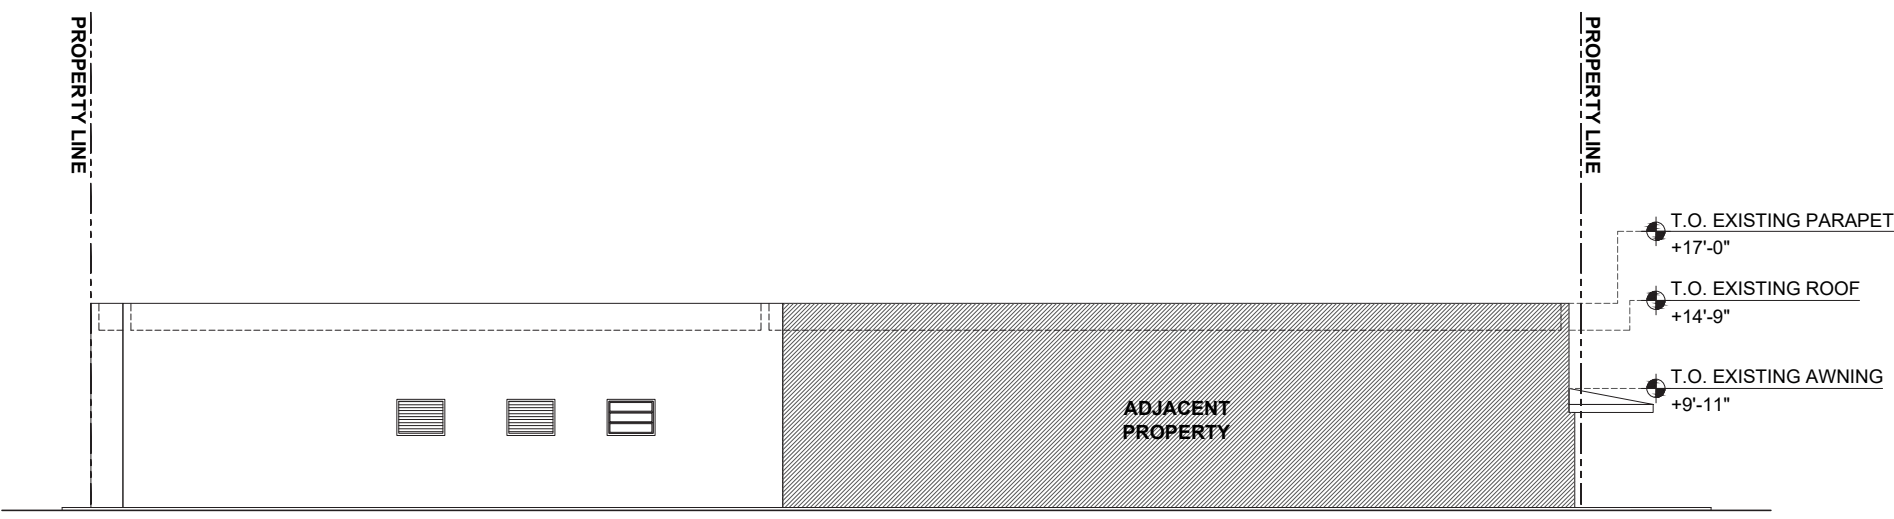 PROPERTY LINE
PROPERTY LINE
T.O. EXISTING PARAPET
+17'-0"
T.O. EXISTING ROOF
+14'-9"
T.O. EXISTING AWNING
+9'-11"
ADJACENT
PROPERTY